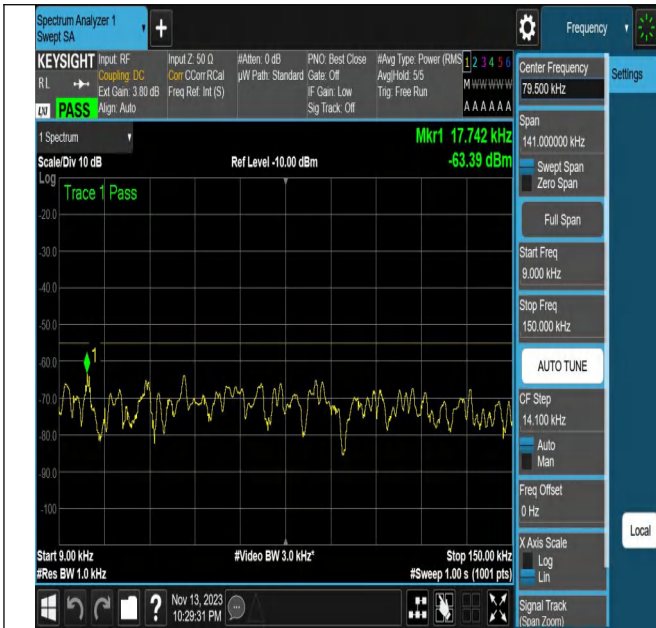 Spectrum Analyzer 1
Swept SA
+
Frequency
KEYSIGHT
RL
PASS
Input: RF
Coupling: DC
Ext Gain: 3.80 dB
Align: Auto
Input Z: 50 Ω
Corr CCorr RCal
Freq Ref: Int (S)
#Atten: 0 dB
µW Path: Standard
PNO: Best Close
Gate: Off
IF Gain: Low
Sig Track: Off
#Avg Type: Power (RMS
Avg|Hold: 5/5
Trig: Free Run
1 2 3 4 5 6
M W W W W W
A A A A A A
1 Spectrum
Scale/Div 10 dB
Ref Level -10.00 dBm
Mkr1 17.742 kHz
-63.39 dBm
Log
Trace 1 Pass
-20.0
-30.0
-40.0
-50.0
-60.0
-70.0
-80.0
-90.0
-100
1
Start 9.00 kHz
#Video BW 3.0 kHz*
Stop 150.00 kHz
#Res BW 1.0 kHz
#Sweep 1.00 s (1001 pts)
Nov 13, 2023
10:29:31 PM
?
Center Frequency
79.500 kHz
Settings
Span
141.000000 kHz
Swept Span
Zero Span
Full Span
Start Freq
9.000 kHz
Stop Freq
150.000 kHz
AUTO TUNE
CF Step
14.100 kHz
Auto
Man
Freq Offset
0 Hz
Local
X Axis Scale
Log
Lin
Signal Track
(Span Zoom)